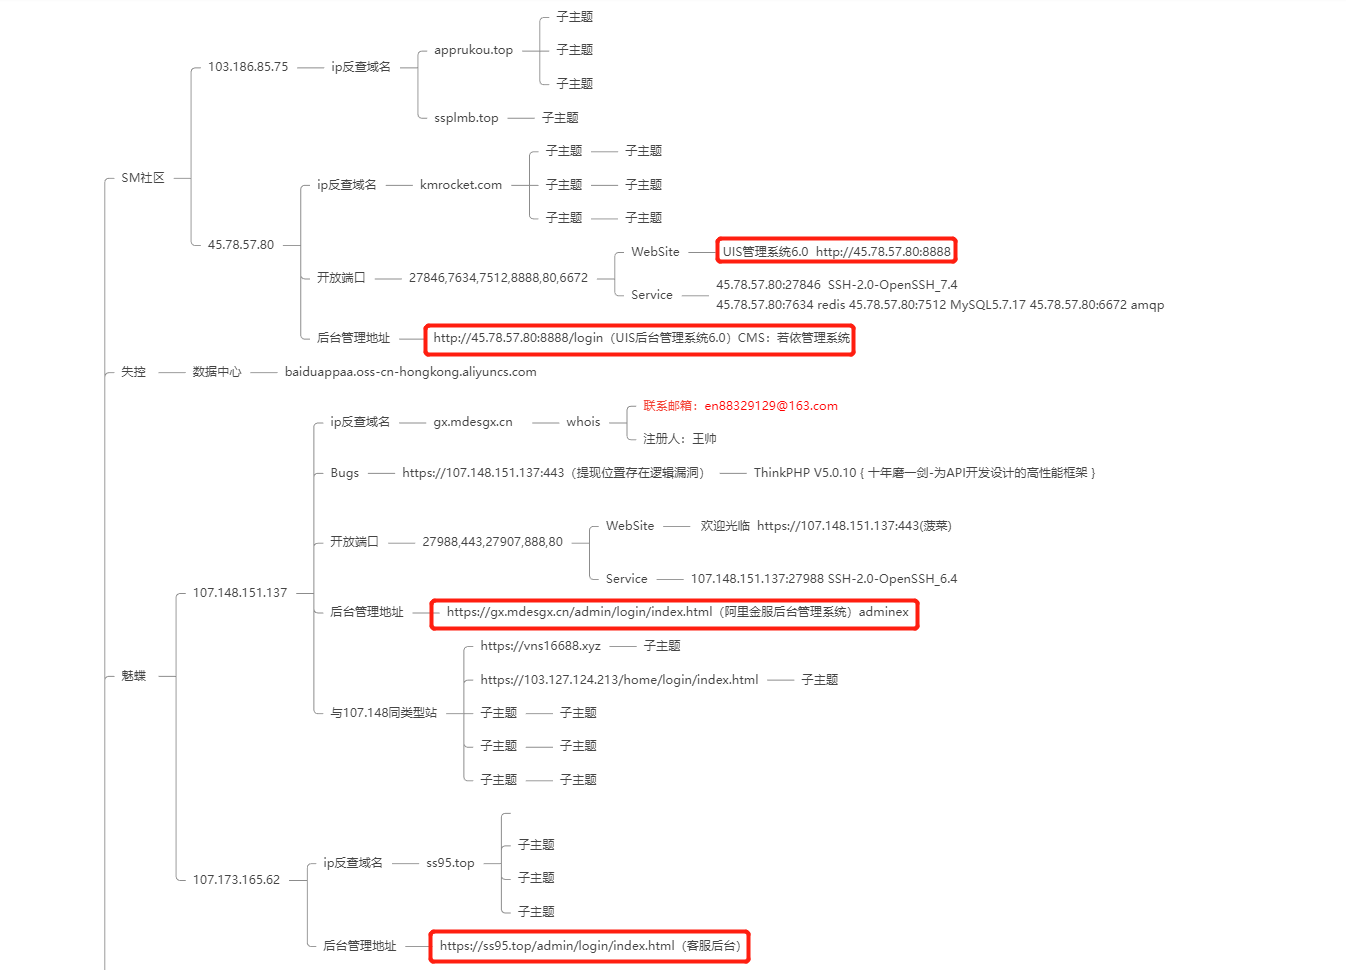 子主题
apprukou.top
子主题
子主题
103.186.85.75
ip反查域名
ssplmb.top
子主题
SM社区
子主题
子主题
ip反查域名
kmrocket.com
子主题
子主题
子主题
子主题
45.78.57.80
WebSite
UIS管理系统6.0 http://45.78.57.80:8888
开放端口
27846,7634,7512,8888,80,6672
Service
45.78.57.80:27846 SSH-2.0-OpenSSH_7.4
45.78.57.80:7634 redis 45.78.57.80:7512 MySQL5.7.17 45.78.57.80:6672 amqp
后台管理地址
http://45.78.57.80:8888/login（UIS后台管理系统6.0）CMS：若依管理系统
失控
数据中心
baiduappaa.oss-cn-hongkong.aliyuncs.com
联系邮箱：en88329129@163.com
ip反查域名
gx.mdesgx.cn
whois
注册人：王帅
Bugs
https://107.148.151.137:443（提现位置存在逻辑漏洞）
ThinkPHP V5.0.10 { 十年磨一剑-为API开发设计的高性能框架 }
WebSite
欢迎光临 https://107.148.151.137:443(菠菜)
开放端口
27988,443,27907,888,80
Service
107.148.151.137:27988 SSH-2.0-OpenSSH_6.4
107.148.151.137
后台管理地址
https://gx.mdesgx.cn/admin/login/index.html（阿里金服后台管理系统）adminex
https://vns16688.xyz
子主题
魅蝶
https://103.127.124.213/home/login/index.html
子主题
与107.148同类型站
子主题
子主题
子主题
子主题
子主题
子主题
子主题
ip反查域名
ss95.top
子主题
107.173.165.62
子主题
后台管理地址
https://ss95.top/admin/login/index.html（客服后台）